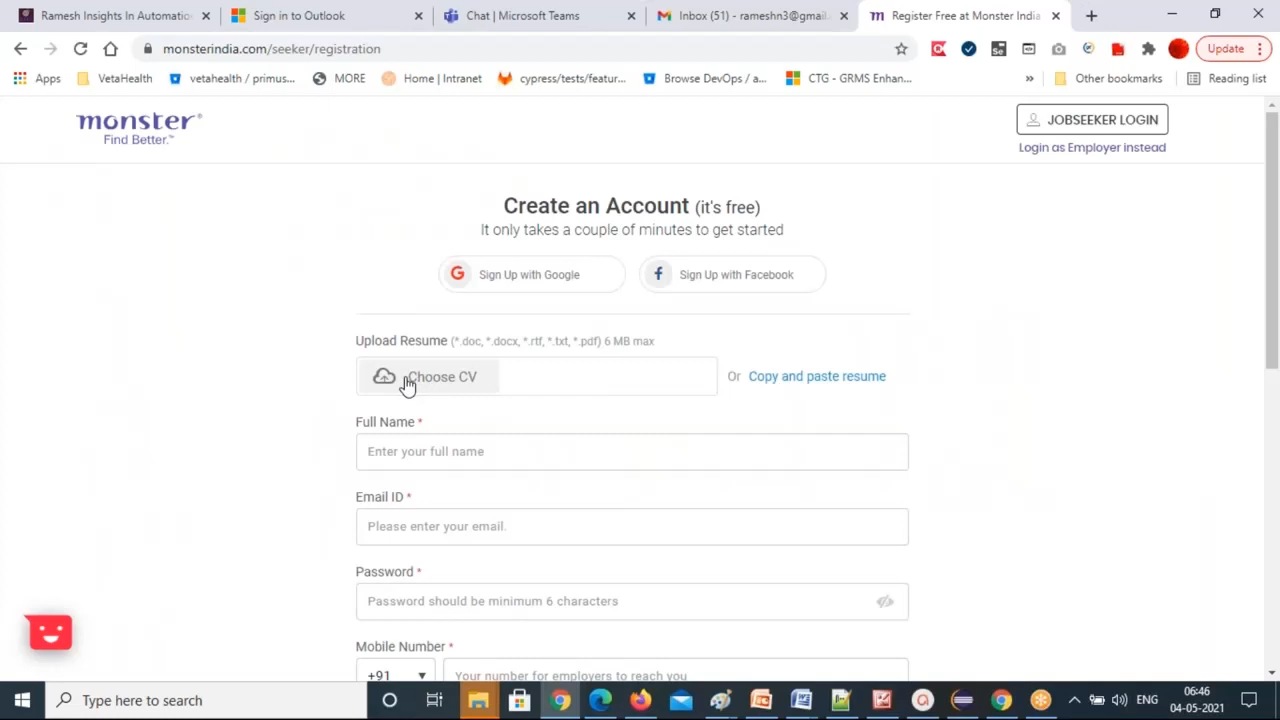 Ramesh Insights In Automation
Sign in to Outlook
Chat | Microsoft Teams
Inbox (51) - rameshn3@gmail.
Register Free at Monster India
monsterindia.com/seeker/registration
Update
Apps
VetaHealth
vetahealth / primus...
MORE
Home | Intranet
cypress/tests/featur...
Browse DevOps / a...
CTG - GRMS Enhan...
»
Other bookmarks
Reading list
monster®
Find Better.™
JOBSEEKER LOGIN
Login as Employer instead
Create an Account (it's free)
It only takes a couple of minutes to get started
Sign Up with Google
Sign Up with Facebook
Upload Resume (*.doc, *.docx, *.rtf, *.txt, *.pdf) 6 MB max
Choose CV
Or Copy and paste resume
Full Name *
Enter your full name
Email ID *
Please enter your email.
Password *
Password should be minimum 6 characters
Mobile Number *
+91
Your number for employers to reach you
Type here to search
ENG
06:46
04-05-2021